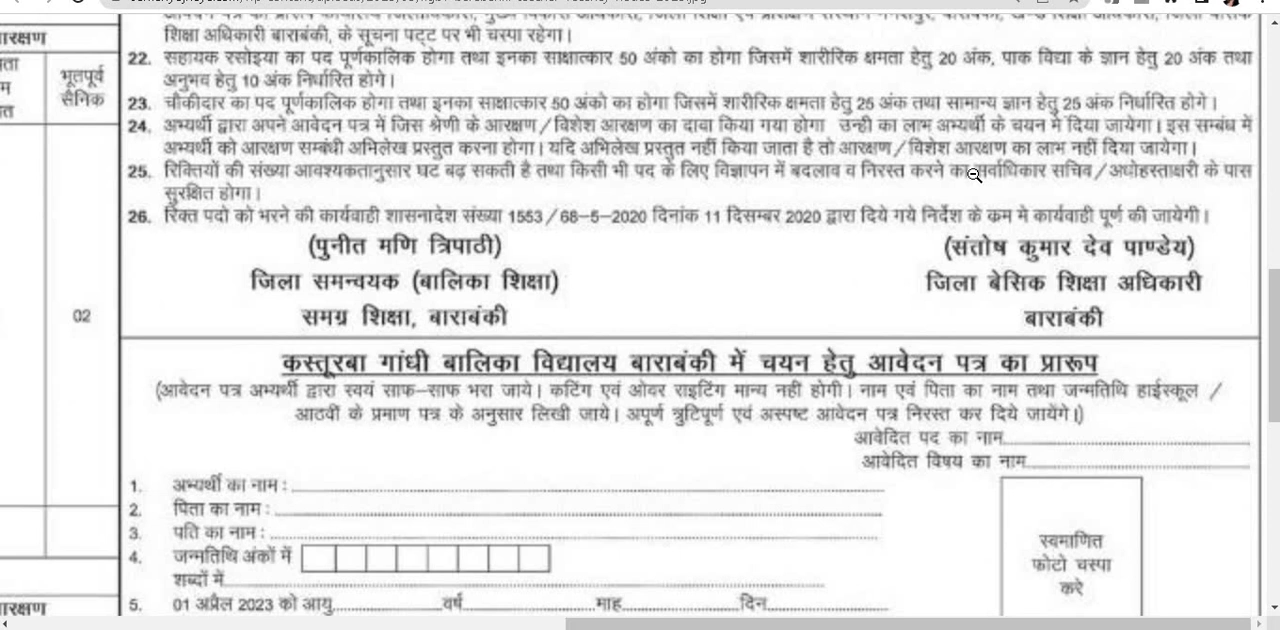 शिक्षा अधिकारी बाराबंकी, के सूचना पट्ट पर भी चस्पा रहेगा।
22. सहायक रसोइया का पद पूर्णकालिक होगा तथा इनका साक्षात्कार 50 अंको का होगा जिसमें शारीरिक क्षमता हेतु 20 अंक, पाक विद्या के ज्ञान हेतु 20 अंक तथा
अनुभव हेतु 10 अंक निर्धारित होगे।
23. चौकीदार का पद पूर्णकालिक होगा तथा इनका साक्षात्कार 50 अंको का होगा जिसमें शारीरिक क्षमता हेतु 25 अंक तथा सामान्य ज्ञान हेतु 25 अंक निर्धारित होगे।
24. अभ्यर्थी द्वारा अपने आवेदन पत्र में जिस श्रेणी के आरक्षण/विशेश आरक्षण का दावा किया गया होगा उन्ही का लाभ अभ्यर्थी के चयन में दिया जायेगा। इस सम्बंध में
अभ्यर्थी को आरक्षण सम्बंधी अभिलेख प्रस्तुत करना होगा। यदि अभिलेख प्रस्तुत नहीं किया जाता है तो आरक्षण/विशेश आरक्षण का लाभ नहीं दिया जायेगा।
25. रिक्तियों की संख्या आवश्यकतानुसार घट बढ़ सकती है तथा किसी भी पद के लिए विज्ञापन में बदलाव व निरस्त करने का सर्वाधिकार सचिव/अधोहस्ताक्षरी के पास
सुरक्षित होगा।
26. रिक्त पदो को भरने की कार्यवाही शासनादेश संख्या 1553/68-5-2020 दिनांक 11 दिसम्बर 2020 द्वारा दिये गये निर्देश के कम मे कार्यवाही पूर्ण की जायेगी।
(पुनीत मणि त्रिपाठी)
जिला समन्वयक (बालिका शिक्षा)
समग्र शिक्षा, बाराबंकी
(संतोष कुमार देव पाण्डेय)
जिला बेसिक शिक्षा अधिकारी
बाराबंकी
भूतपूर्व
सैनिक
02
कस्तूरबा गांधी बालिका विद्यालय बाराबंकी में चयन हेतु आवेदन पत्र का प्रारूप
(आवेदन पत्र अभ्यर्थी द्वारा स्वयं साफ-साफ भरा जाये। कटिंग एवं ओवर राइटिंग मान्य नही होगी। नाम एवं पिता का नाम तथा जन्मतिथि हाईस्कूल /
आठवीं के प्रमाण पत्र के अनुसार लिखी जाये। अपूर्ण त्रुटिपूर्ण एवं अस्पष्ट आवेदन पत्र निरस्त कर दिये जायेंगे।)
आवेदित पद का नाम
आवेदित विषय का नाम
1. अभ्यर्थी का नाम :
2. पिता का नाम :
3. पति का नाम :
4. जन्मतिथि अंकों में
शब्दों में
5. 01 अप्रैल 2023 को आयु वर्ष माह दिन
स्वमाणित
फोटो चस्पा
करे